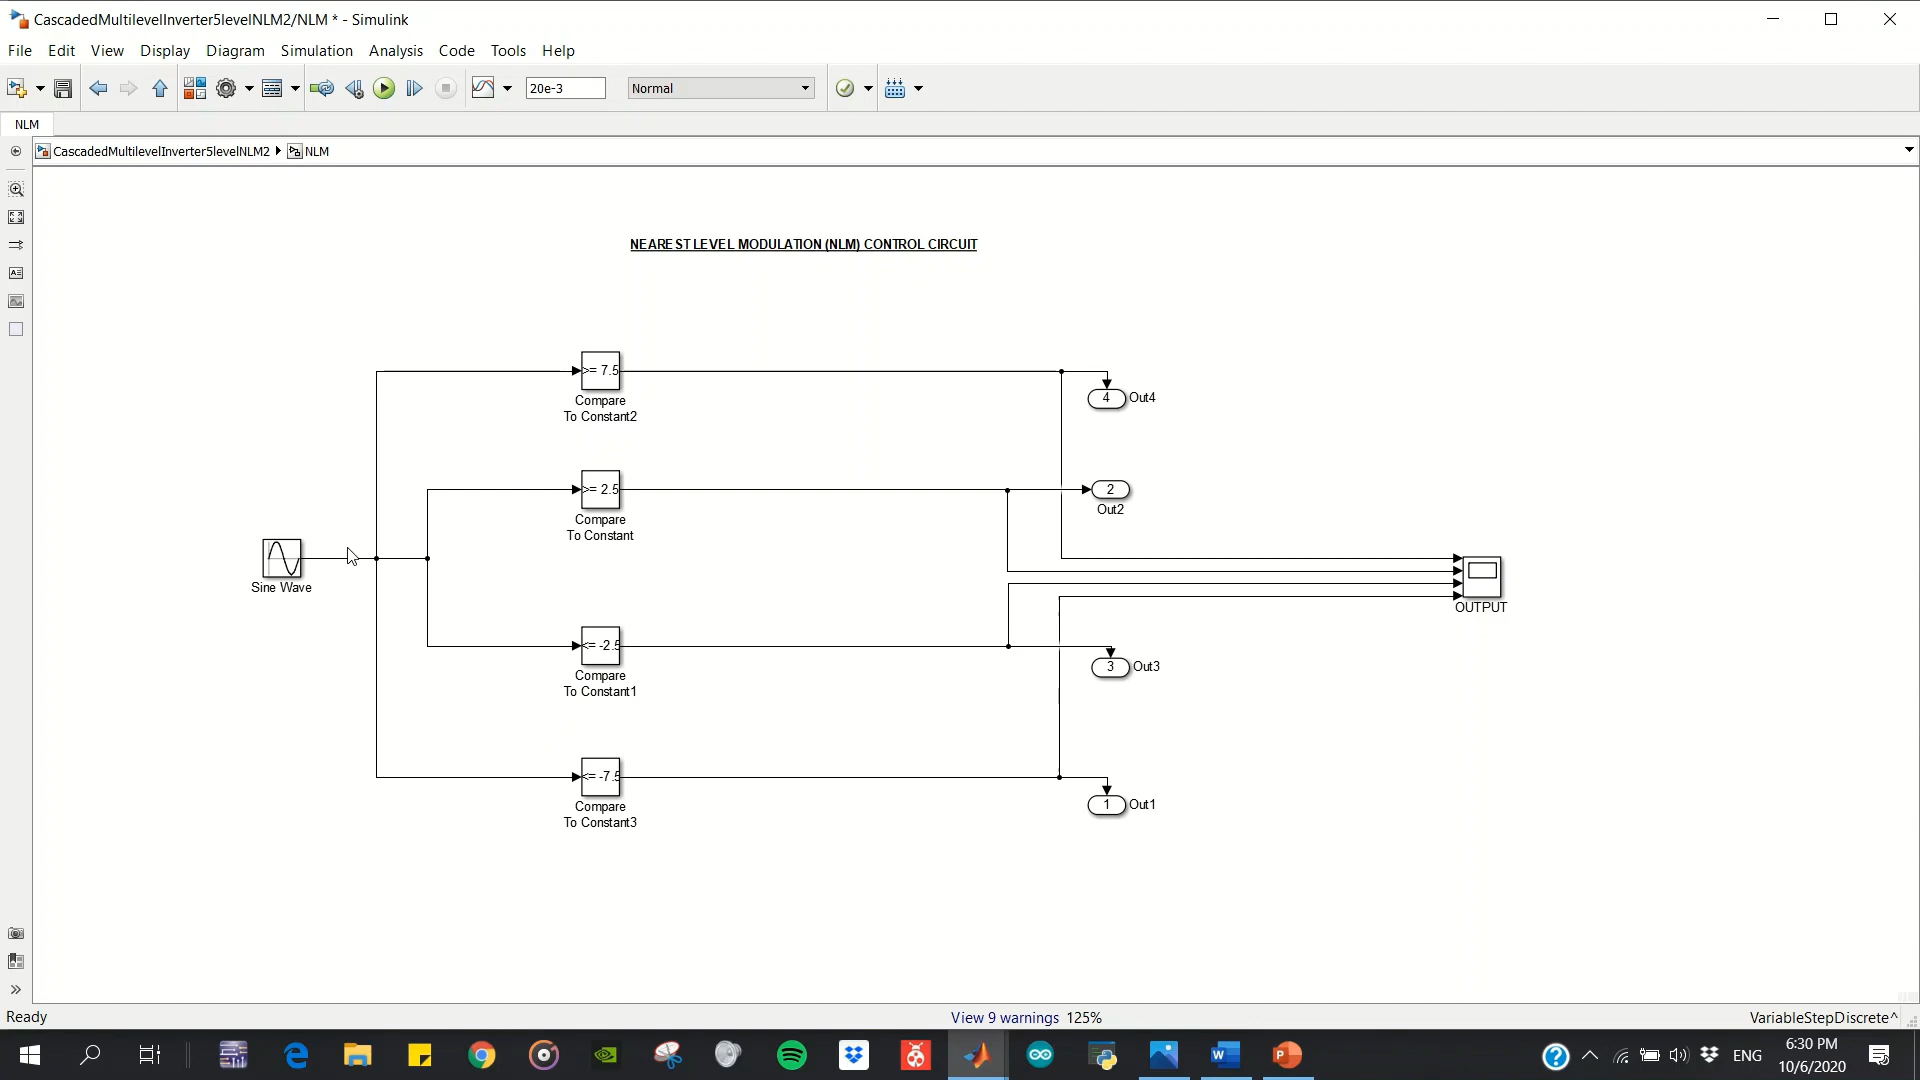 CascadedMultilevelInverter5levelNLM2/NLM * - Simulink
File Edit View Display Diagram Simulation Analysis Code Tools Help
20e-3
Normal
NLM
CascadedMultilevelInverter5levelNLM2 NLM
NEAREST LEVEL MODULATION (NLM) CONTROL CIRCUIT
>= 7.5
Compare
To Constant2
4 Out4
>= 2.5
Compare
To Constant
2
Out2
Sine Wave
OUTPUT
<= -2.5
Compare
To Constant1
3 Out3
<= -7.5
Compare
To Constant3
1 Out1
Ready
View 9 warnings 125%
VariableStepDiscrete^
ENG
6:30 PM
10/6/2020